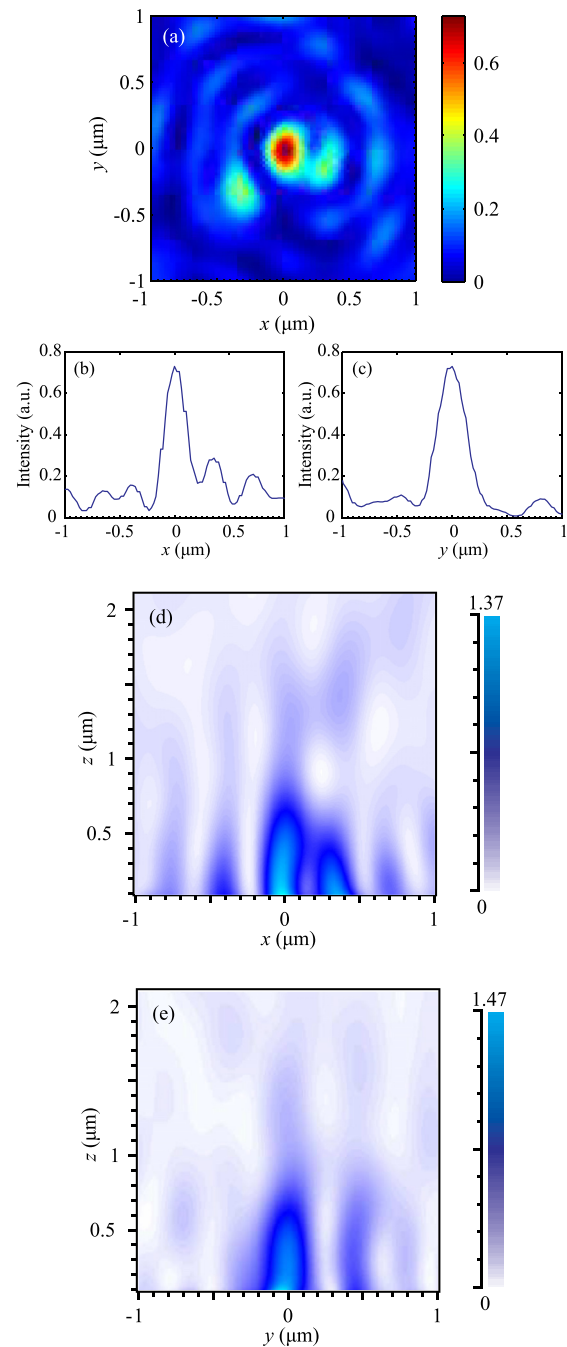 (a)
1
0.5
0
-0.5
-1
y (μm)
-1 -0.5 0 0.5 1
x (μm)
0.6
0.4
0.2
0
(b)
0.8
0.6
0.4
0.2
0
Intensity (a.u.)
-1 -0.5 0 0.5 1
x (μm)
(c)
0.8
0.6
0.4
0.2
0
Intensity (a.u.)
-1 -0.5 0 0.5 1
y (μm)
(d)
2
1
0.5
z (μm)
-1 0 1
x (μm)
1.37
0
(e)
2
1
0.5
z (μm)
-1 0 1
y (μm)
1.47
0